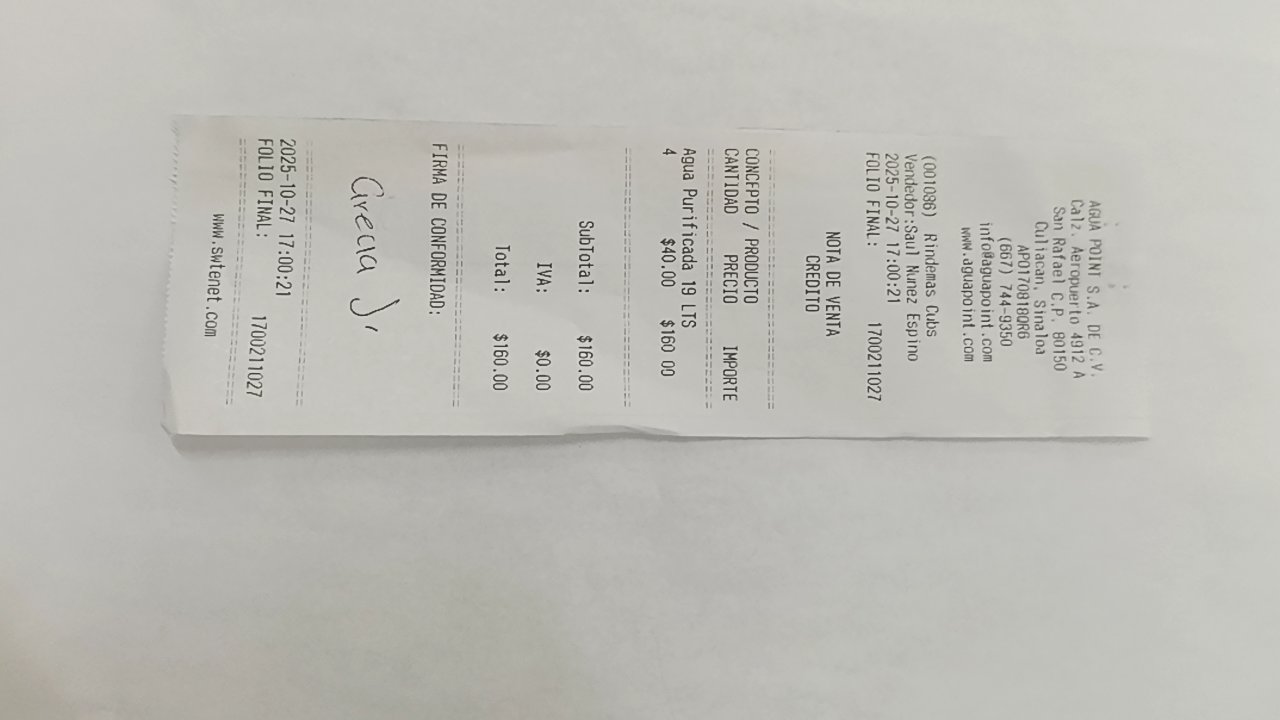 AGUA POINT S.A. DE C.V.
Calz. Aeropuerto 4912 A
San Rafael C.P. 80150
Culiacan, Sinaloa
APO170818QR6
(667) 744-9350
info@aguapoint.com
www.aguapoint.com
(001086) Rindemas Cubs
Vendedor:Saul Nunez Espino
2025-10-27 17:00:21
FOLIO FINAL: 1700211027
NOTA DE VENTA
CREDITO
CONCEPTO / PRODUCTO
CANTIDAD PRECIO IMPORTE
Agua Purificada 19 LTS
4 $40.00 $160 00
SubTotal: $160.00
IVA: $0.00
Total: $160.00
FIRMA DE CONFORMIDAD:
Grecia J.
2025-10-27 17:00:21
FOLIO FINAL: 1700211027
www.swtenet.com